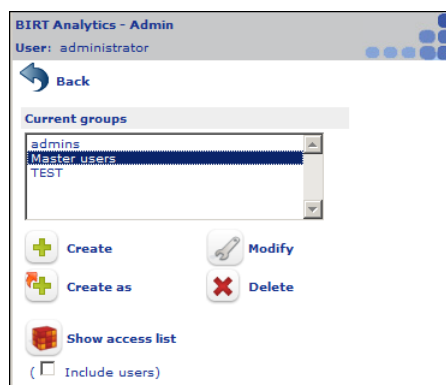 BIRT Analytics - Admin
User: administrator
Back
Current groups
admins
Master users
TEST
Create
Modify
Create as
Delete
Show access list
( Include users)